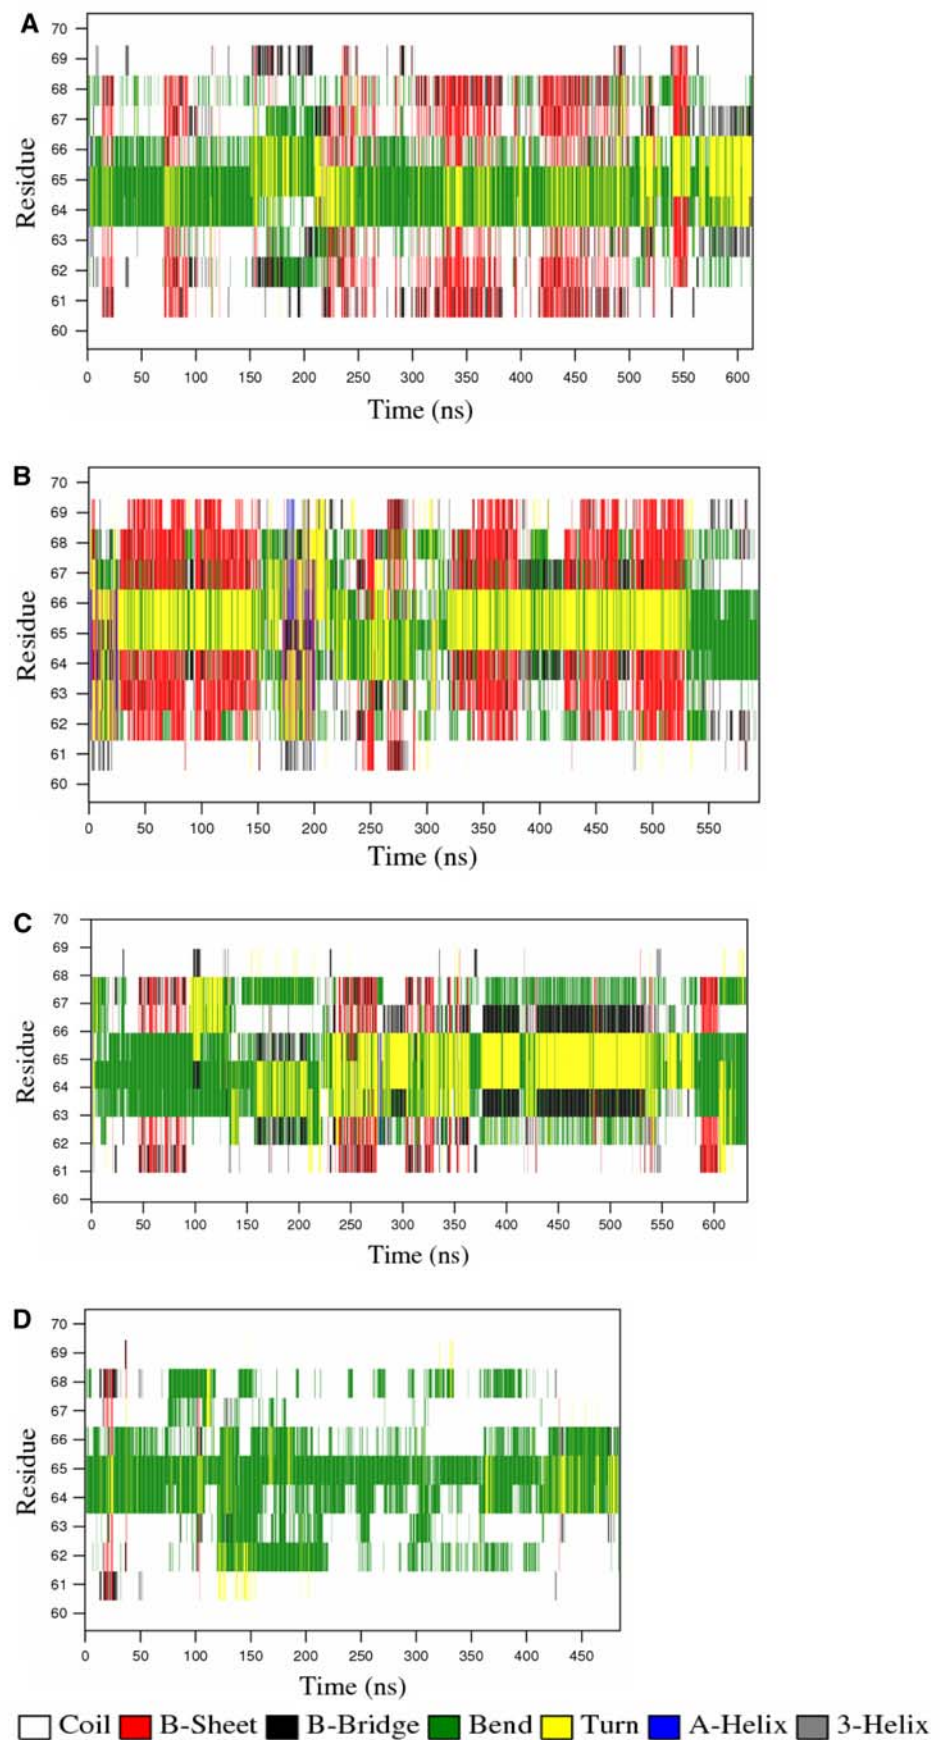 A
70
69
68
67
66
65
64
63
62
61
60
Residue
0 50 100 150 200 250 300 350 400 450 500 550 600
Time (ns)
B
70
69
68
67
66
65
64
63
62
61
60
Residue
0 50 100 150 200 250 300 350 400 450 500 550
Time (ns)
C
70
69
68
67
66
65
64
63
62
61
60
Residue
0 50 100 150 200 250 300 350 400 450 500 550 600
Time (ns)
D
70
69
68
67
66
65
64
63
62
61
60
Residue
0 50 100 150 200 250 300 350 400 450
Time (ns)
Coil B-Sheet B-Bridge Bend Turn A-Helix 3-Helix